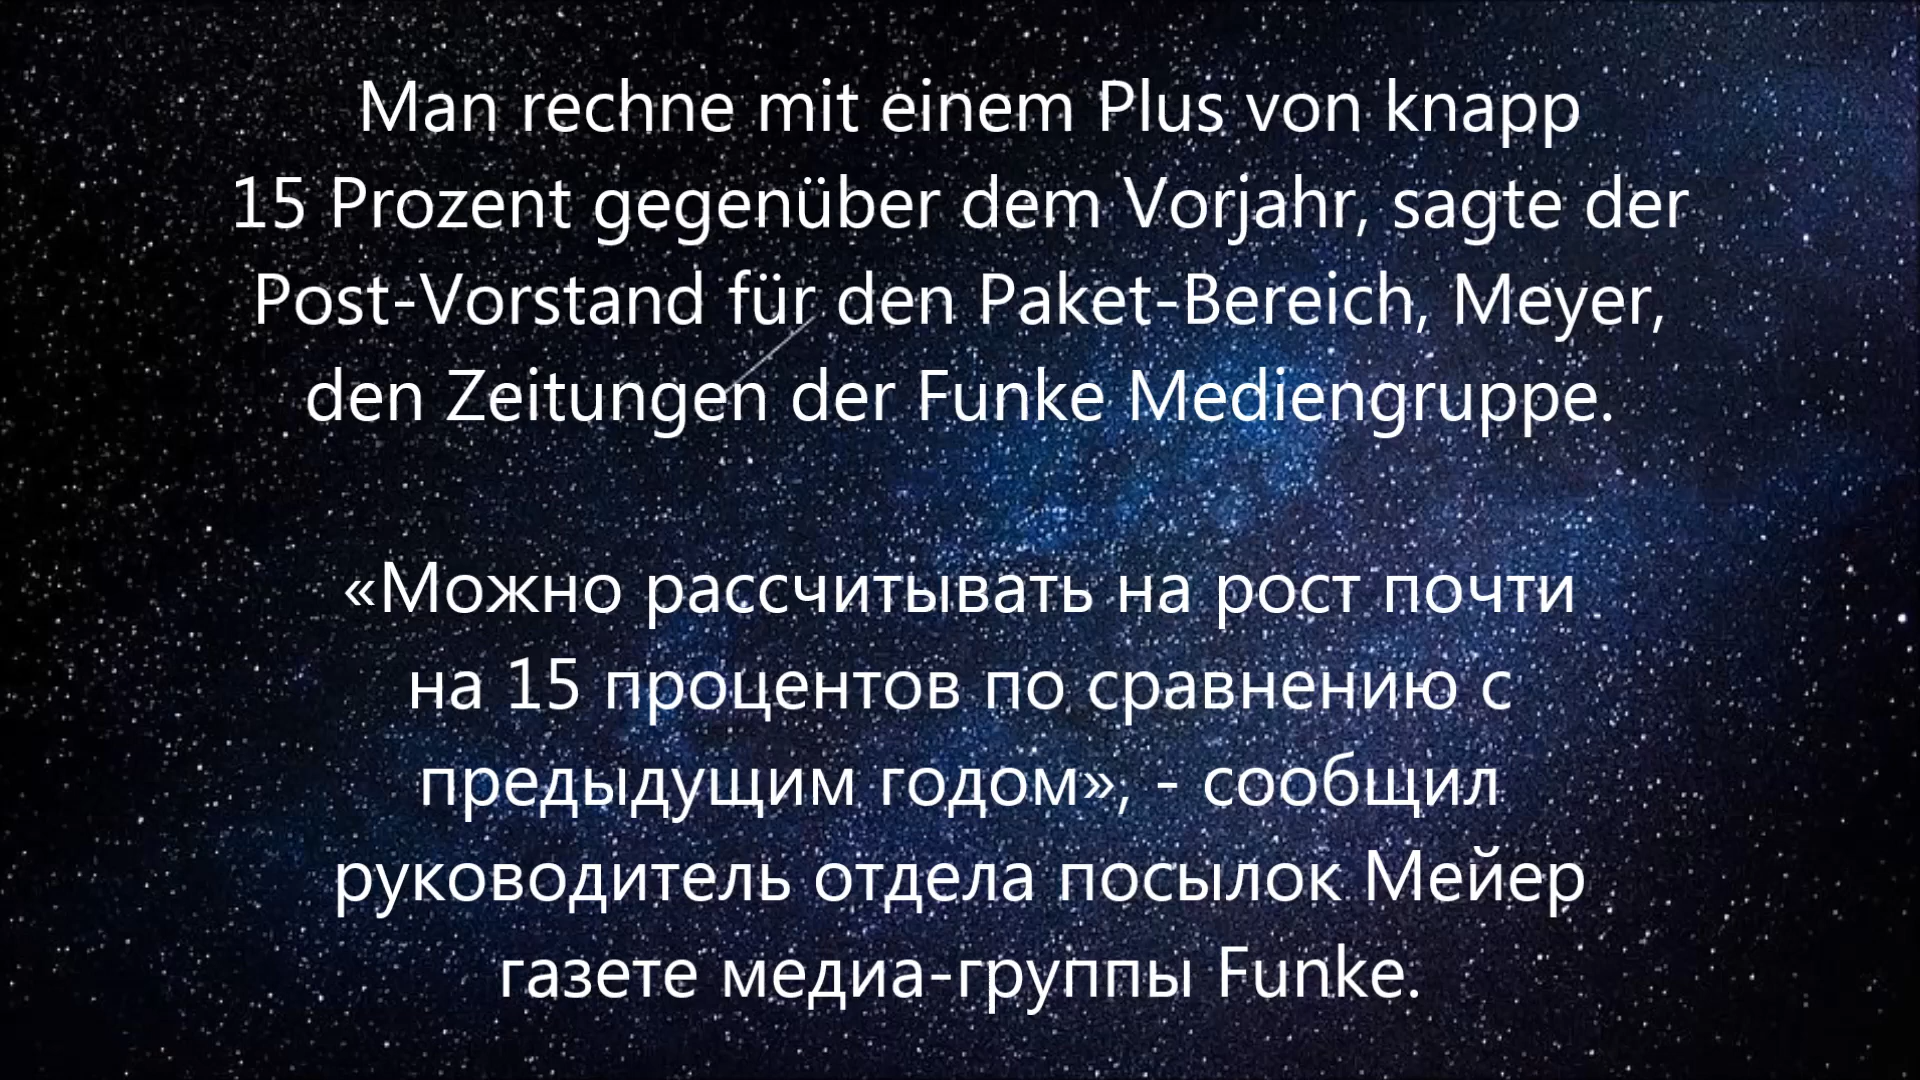 Man rechne mit einem Plus von knapp
15 Prozent gegenüber dem Vorjahr, sagte der
Post-Vorstand für den Paket-Bereich, Meyer,
den Zeitungen der Funke Mediengruppe.
«Можно рассчитывать на рост почти
на 15 процентов по сравнению с
предыдущим годом», - сообщил
руководитель отдела посылок Мейер
газете медиа-группы Funke.